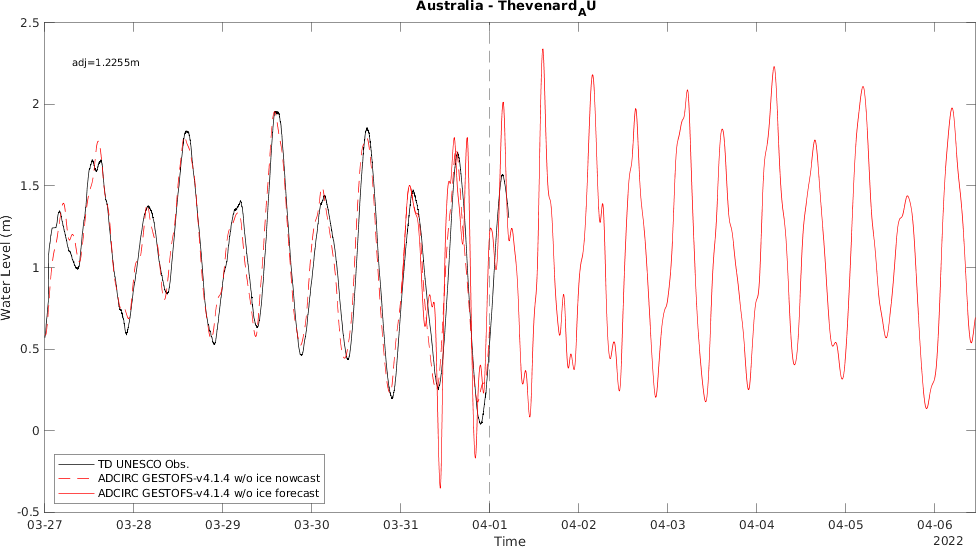 Australia - Thevenard_AU
adj=1.2255m
Water Level (m)
2.5
2
1.5
1
0.5
0
-0.5
TD UNESCO Obs.
ADCIRC GESTOFS-v4.1.4 w/o ice nowcast
ADCIRC GESTOFS-v4.1.4 w/o ice forecast
03-27 03-28 03-29 03-30 03-31 04-01 04-02 04-03 04-04 04-05 04-06
Time
2022